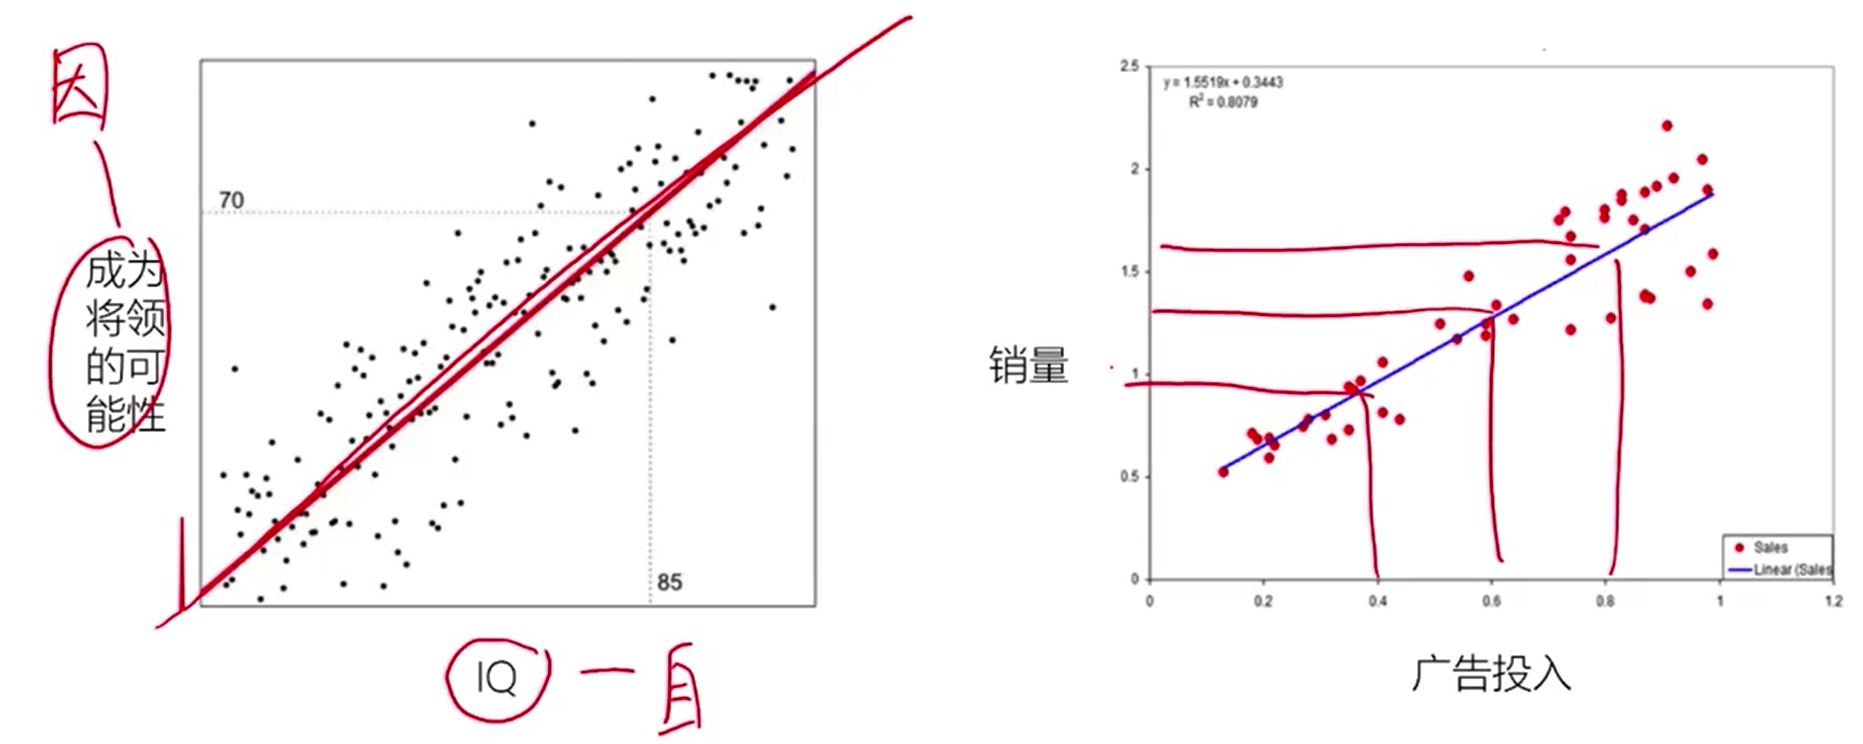 因
成为
将领
的可
能性
70
85
IQ
自
销量
2.5
2
1.5
1
0.5
0
y = 1.5519x + 0.3443
R² = 0.8079
Sales
Linear (Sales
0 0.2 0.4 0.6 0.8 1 1.2
广告投入